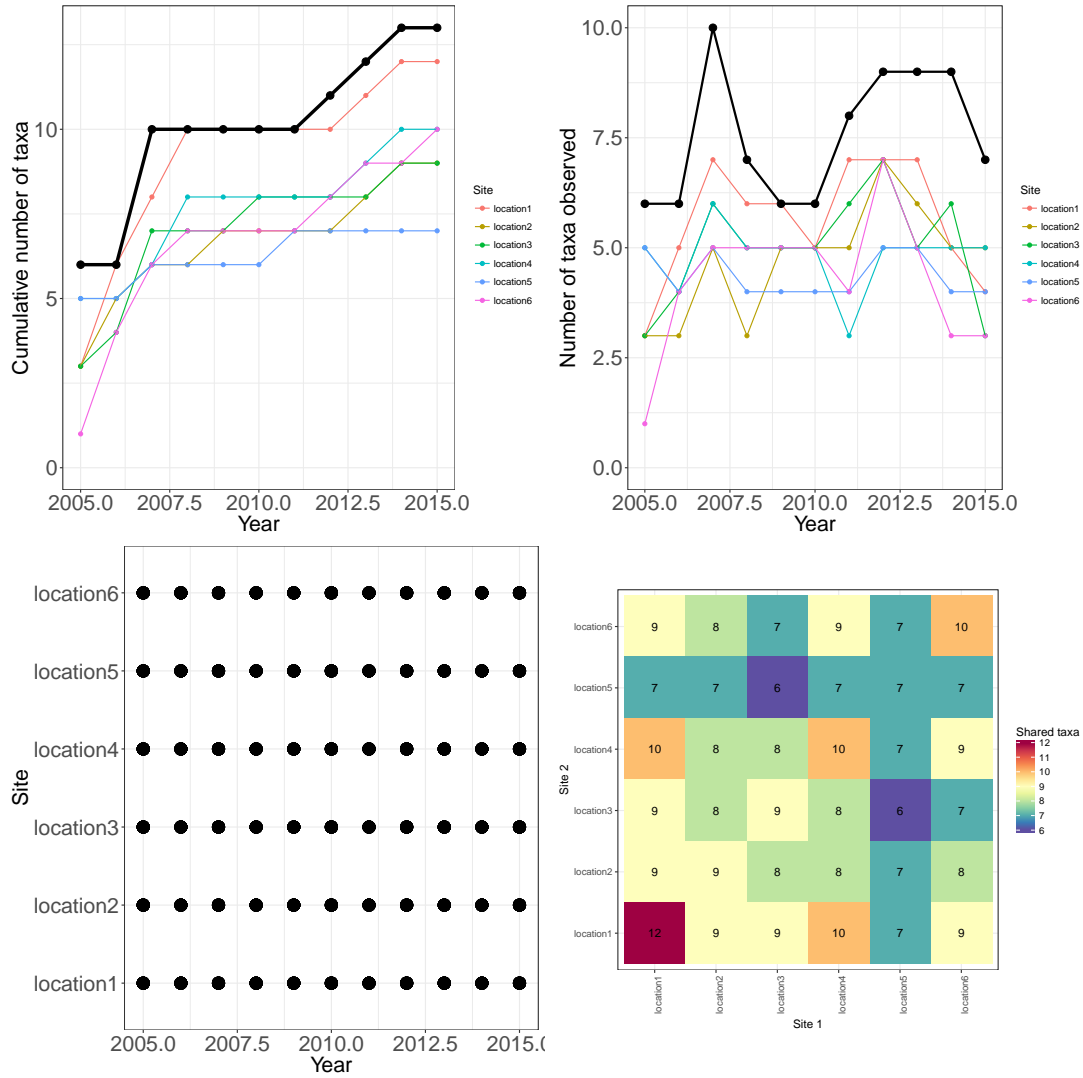 Cumulative number of taxa
10
5
0
2005.0 2007.5 2010.0 2012.5 2015.0
Year
Site
location1
location2
location3
location4
location5
location6
Number of taxa observed
10.0
7.5
5.0
2.5
0.0
2005.0 2007.5 2010.0 2012.5 2015.0
Year
Site
location1
location2
location3
location4
location5
location6
Site
location6
location5
location4
location3
location2
location1
2005.0 2007.5 2010.0 2012.5 2015.
Year
Site 2
location6 9 8 7 9 7 10
location5 7 7 6 7 7 7
location4 10 8 8 10 7 9
location3 9 8 9 8 6 7
location2 9 9 8 8 7 8
location1 12 9 9 10 7 9
location1 location2 location3 location4 location5 location6
Site 1
Shared taxa
12
11
10
9
8
7
6